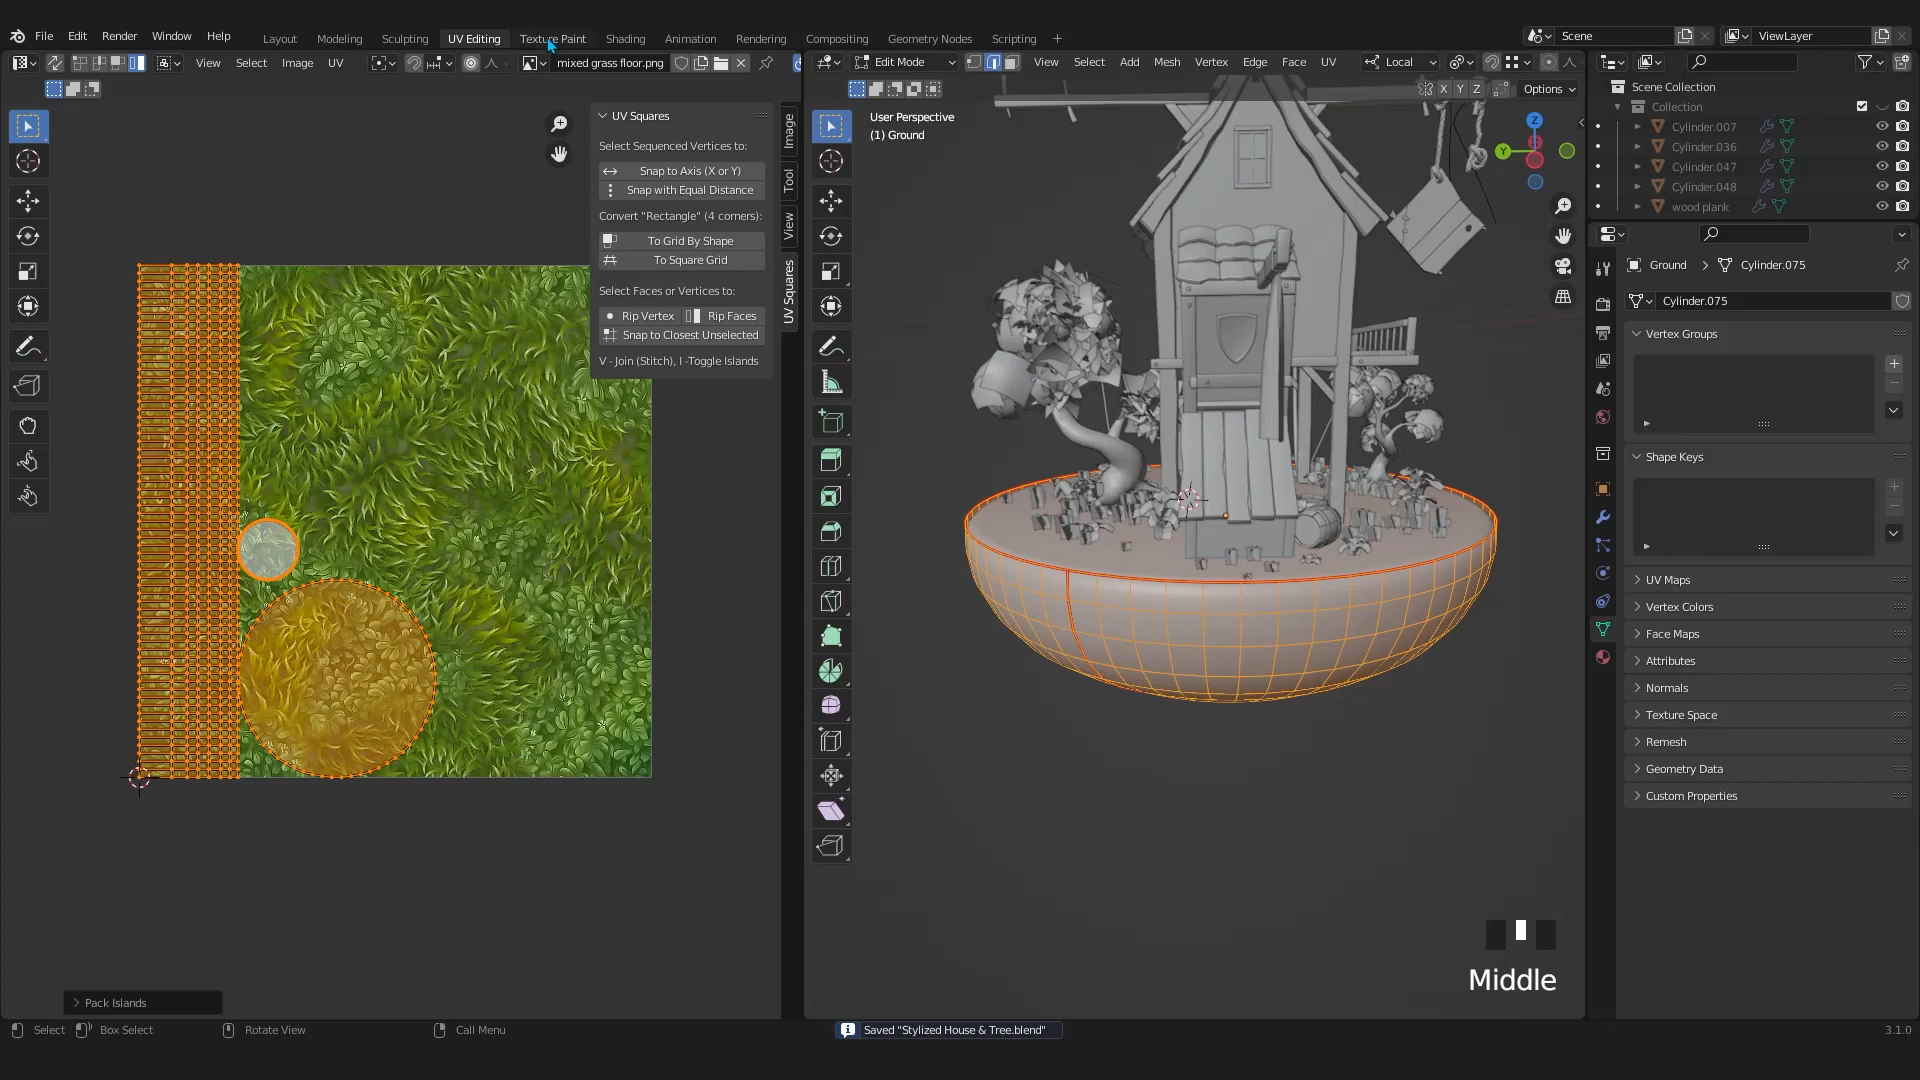 File Edit Render Window Help Layout Modeling Sculpting UV Editing Texture Paint Shading Animation Rendering Compositing Geometry Nodes Scripting + Scene ViewLayer
View Select Image UV mixed grass floor.png Edit Mode View Select Add Mesh Vertex Edge Face UV Local
X Y Z Options
Scene Collection
Collection
Cylinder.007
Cylinder.036
Cylinder.047
Cylinder.048
wood plank
UV Squares
Select Sequenced Vertices to:
Snap to Axis (X or Y)
Snap with Equal Distance
Convert "Rectangle" (4 corners):
To Grid By Shape
To Square Grid
Select Faces or Vertices to:
Rip Vertex Rip Faces
Snap to Closest Unselected
V - Join (Stitch), I -Toggle Islands
Image
Tool
View
UV Squares
User Perspective
(1) Ground
Z
Y
Ground Cylinder.075
Cylinder.075
Vertex Groups
Shape Keys
UV Maps
Vertex Colors
Face Maps
Attributes
Normals
Texture Space
Remesh
Geometry Data
Custom Properties
Middle
Pack Islands
Select Box Select Rotate View Call Menu Saved "Stylized House & Tree.blend" 3.1.0